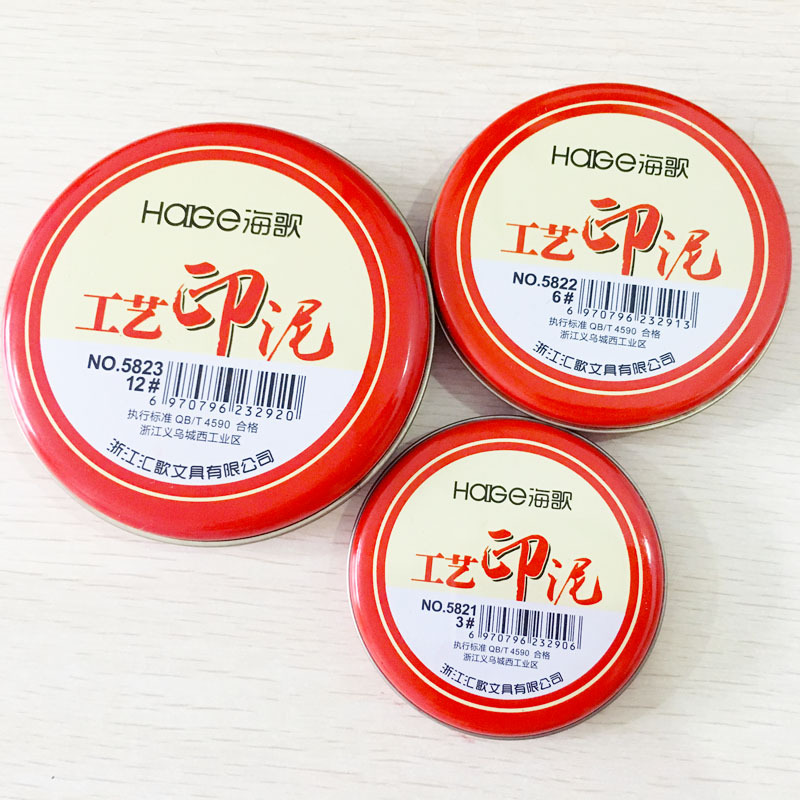 HaiGe海歌
工艺印泥
NO.5823
12#
6 970796 232920
执行标准 QB/T 4590 合格
浙江义乌城西工业区
浙江汇歌文具有限公司
HaiGe海歌
工艺印泥
NO.5822
6#
6 970796 232913
执行标准 QB/T 4590 合格
浙江义乌城西工业区
浙江汇歌文具有限公司
HaiGe海歌
工艺印泥
NO.5821
3#
6 970796 232906
执行标准 QB/T 4590 合格
浙江义乌城西工业区
浙江汇歌文具有限公司